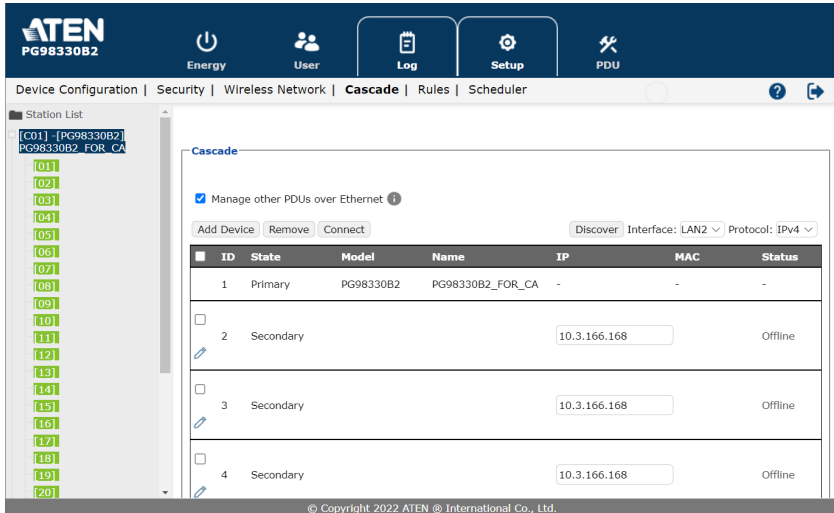 ATEN
PG98330B2
Energy User Log Setup PDU
Device Configuration | Security | Wireless Network | Cascade | Rules | Scheduler ?
Station List
[C01] -[PG98330B2]
PG98330B2_FOR_CA
[01]
[02]
[03]
[04]
[05]
[06]
[07]
[08]
[09]
[10]
[11]
[12]
[13]
[14]
[15]
[16]
[17]
[18]
[19]
[20]
Cascade
Manage other PDUs over Ethernet i
Add Device Remove Connect Discover Interface: LAN2 Protocol: IPv4
ID State Model Name IP MAC Status
1 Primary PG98330B2 PG98330B2_FOR_CA - - -
2 Secondary 10.3.166.168 Offline
3 Secondary 10.3.166.168 Offline
4 Secondary 10.3.166.168 Offline
© Copyright 2022 ATEN ® International Co., Ltd.